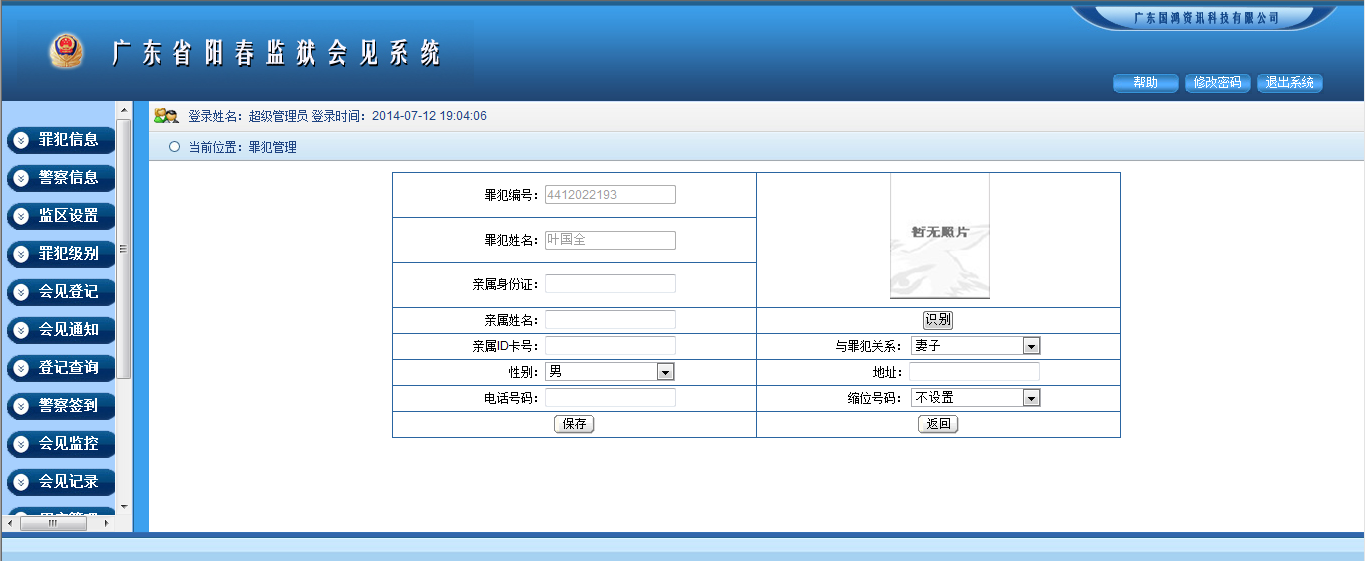 广东国鸿资讯科技有限公司
广东省阳春监狱会见系统
帮助 修改密码 退出系统
登录姓名：超级管理员 登录时间：2014-07-12 19:04:06
当前位置：罪犯管理
罪犯信息
警察信息
监区设置
罪犯级别
会见登记
会见通知
登记查询
警察签到
会见监控
会见记录
罪犯编号： 4412022193
暂无照片
罪犯姓名： 叶国全
亲属身份证：
亲属姓名： 识别
亲属ID卡号： 与罪犯关系： 妻子
性别： 男 地址：
电话号码： 缩位号码： 不设置
保存 返回